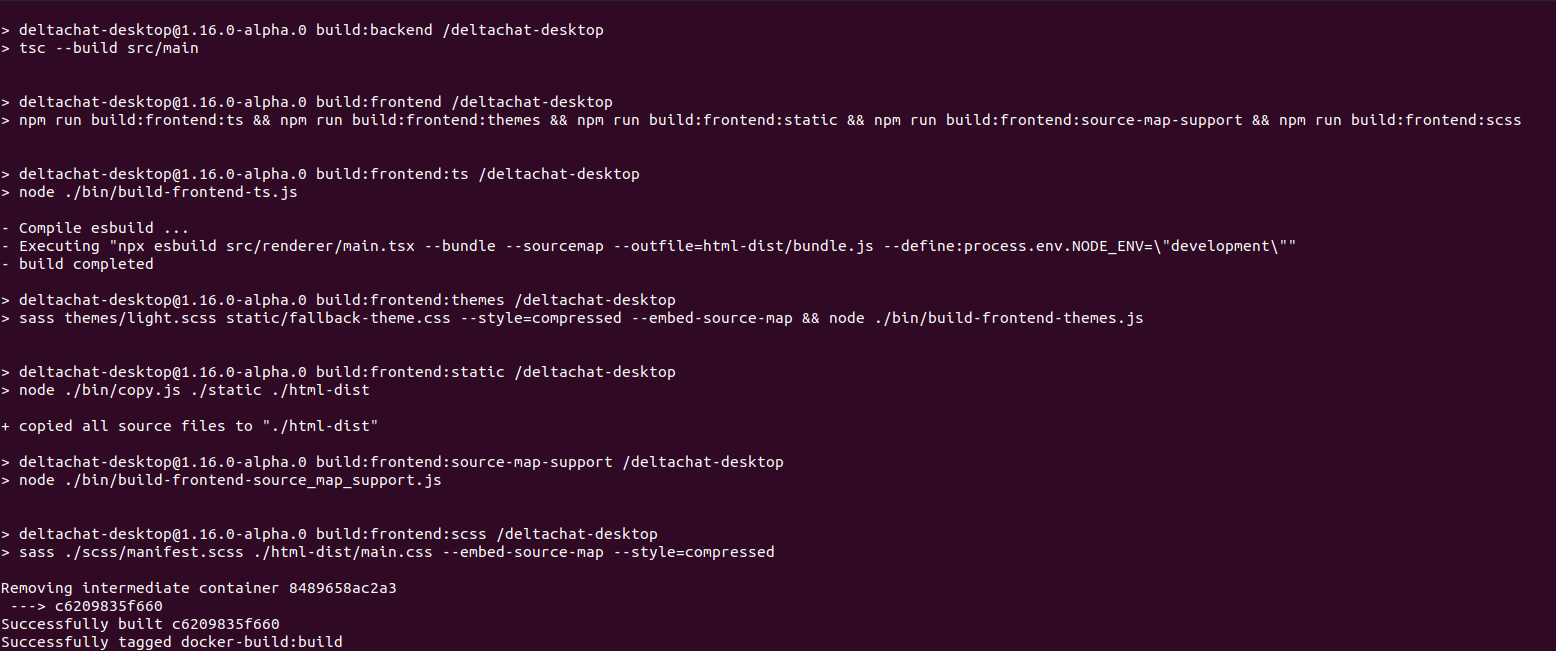 > deltachat-desktop@1.16.0-alpha.0 build:backend /deltachat-desktop
> tsc --build src/main
> deltachat-desktop@1.16.0-alpha.0 build:frontend /deltachat-desktop
> npm run build:frontend:ts && npm run build:frontend:themes && npm run build:frontend:static && npm run build:frontend:source-map-support && npm run build:frontend:scss
> deltachat-desktop@1.16.0-alpha.0 build:frontend:ts /deltachat-desktop
> node ./bin/build-frontend-ts.js
- Compile esbuild ...
- Executing "npx esbuild src/renderer/main.tsx --bundle --sourcemap --outfile=html-dist/bundle.js --define:process.env.NODE_ENV=\"development\""
- build completed
> deltachat-desktop@1.16.0-alpha.0 build:frontend:themes /deltachat-desktop
> sass themes/light.scss static/fallback-theme.css --style=compressed --embed-source-map && node ./bin/build-frontend-themes.js
> deltachat-desktop@1.16.0-alpha.0 build:frontend:static /deltachat-desktop
> node ./bin/copy.js ./static ./html-dist
+ copied all source files to "./html-dist"
> deltachat-desktop@1.16.0-alpha.0 build:frontend:source-map-support /deltachat-desktop
> node ./bin/build-frontend-source_map_support.js
> deltachat-desktop@1.16.0-alpha.0 build:frontend:scss /deltachat-desktop
> sass ./scss/manifest.scss ./html-dist/main.css --embed-source-map --style=compressed
Removing intermediate container 8489658ac2a3
 ---> c6209835f660
Successfully built c6209835f660
Successfully tagged docker-build:build